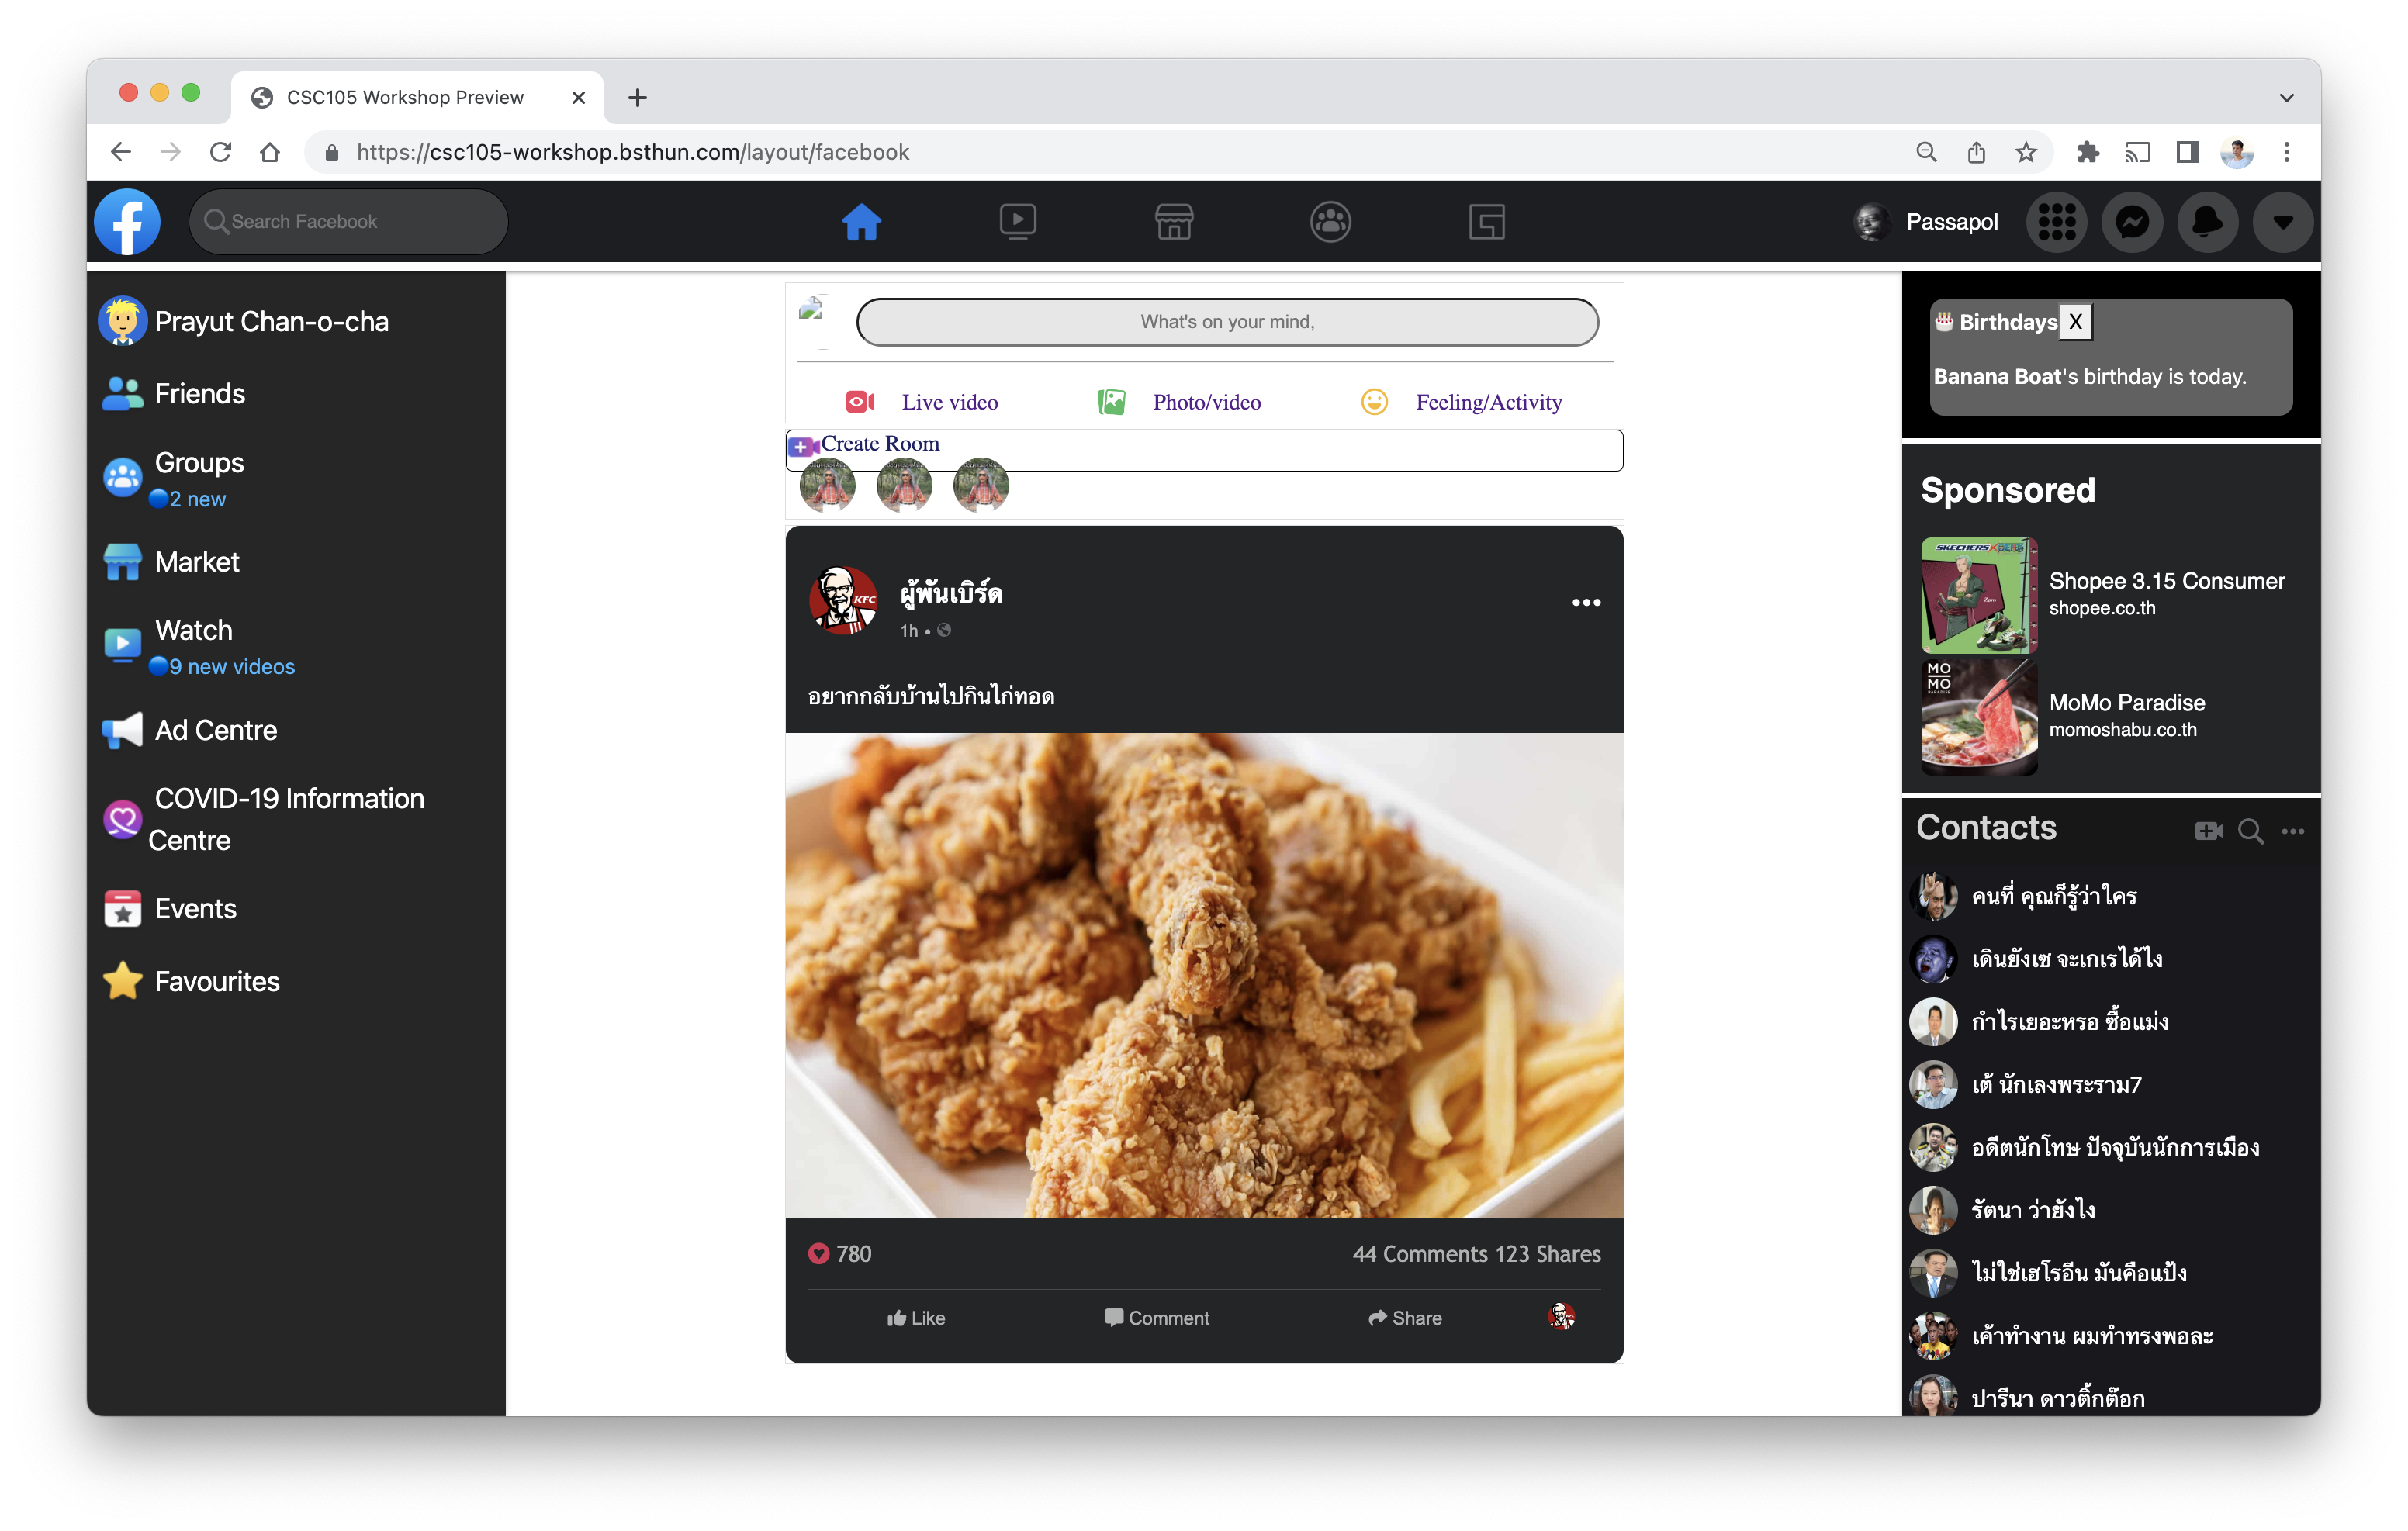 CSC105 Workshop Preview
https://csc105-workshop.bsthun.com/layout/facebook
Search Facebook
Passapol
Prayut Chan-o-cha
Friends
Groups
2 new
Market
Watch
9 new videos
Ad Centre
COVID-19 Information
Centre
Events
Favourites
What's on your mind,
Live video
Photo/video
Feeling/Activity
Create Room
ผู้พันเบิร์ด
KFC
1h •
อยากกลับบ้านไปกินไก่ทอด
780
44 Comments 123 Shares
Like
Comment
Share
Birthdays X
Banana Boat's birthday is today.
Sponsored
SKECHERS X
Shopee 3.15 Consumer
shopee.co.th
MO
MO
PARADISE
MoMo Paradise
momoshabu.co.th
Contacts
คนที่ คุณก็รู้ว่าใคร
เดินยังเซ จะเกเรได้ไง
กำไรเยอะหรอ ซื้อแม่ง
เต้ นักเลงพระราม7
อดีตนักโทษ ปัจจุบันนักการเมือง
รัตนา ว่ายังไง
ไม่ใช่เฮโรอีน มันคือแป้ง
เค้าทำงาน ผมทำทรงพอละ
ปารีนา ดาวติ้กต๊อก